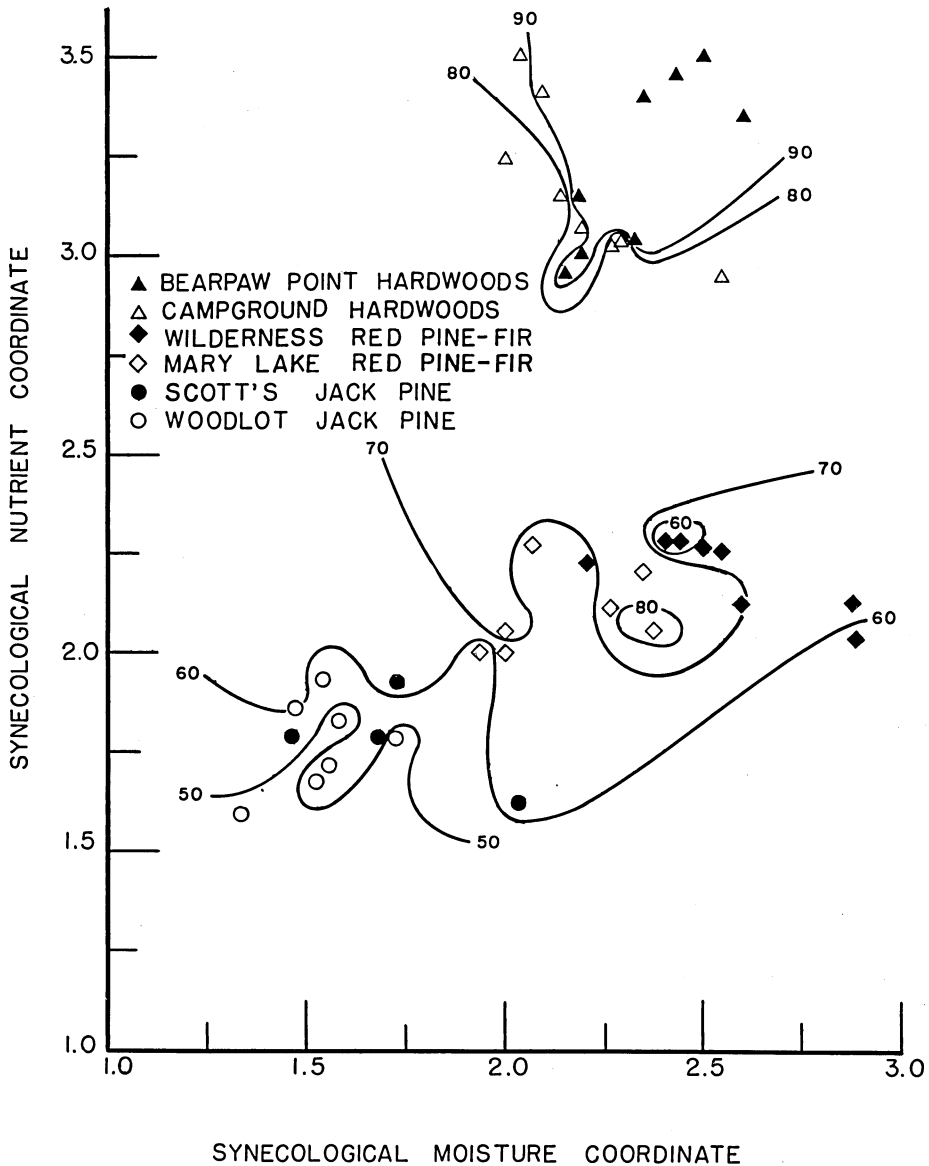 90
3.5
80
90
80
3.0
BEARPAW POINT HARDWOODS
CAMPGROUND HARDWOODS
WILDERNESS RED PINE-FIR
MARY LAKE RED PINE-FIR
SCOTT'S JACK PINE
WOODLOT JACK PINE
SYNECOLOGICAL NUTRIENT COORDINATE
2.5
70
70
60
80
60
2.0
60
50
50
1.5
1.0
1.0 1.5 2.0 2.5 3.0
SYNECOLOGICAL MOISTURE COORDINATE